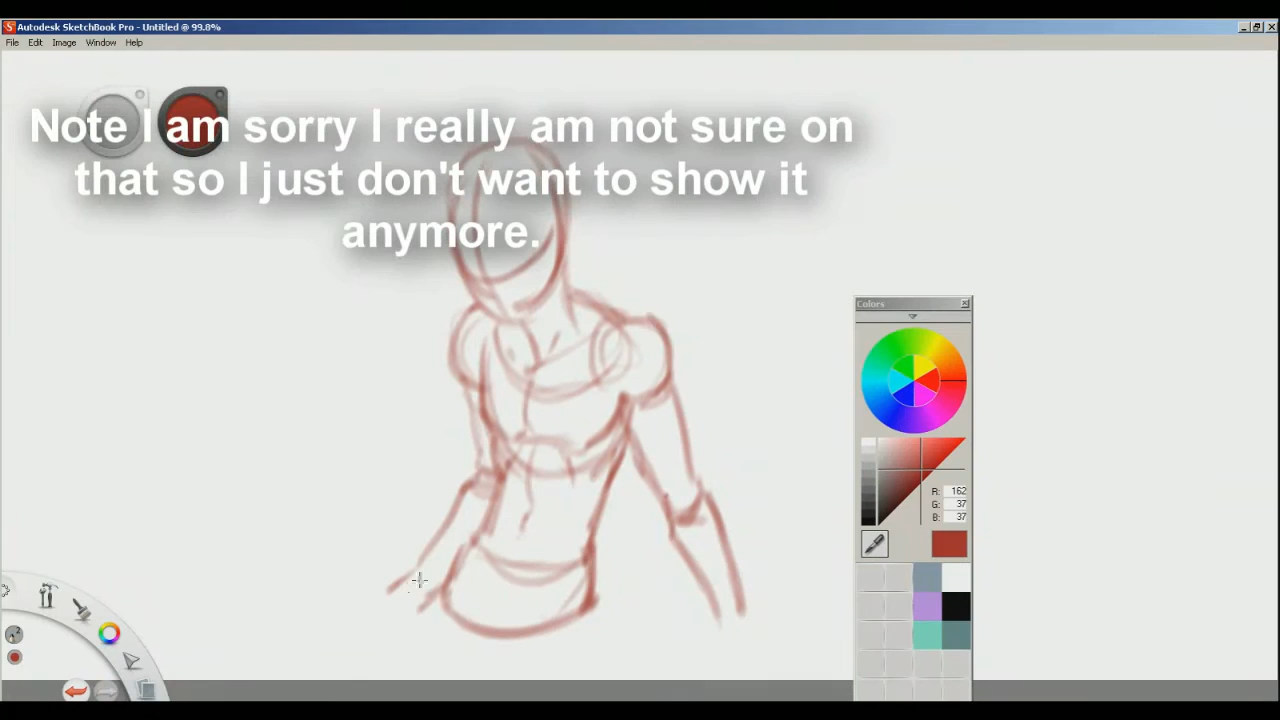 Autodesk SketchBook Pro - Untitled @ 99.8%
File Edit Image Window Help
Note I am sorry I really am not sure on
that so I just don't want to show it
anymore.
Colors
R: 162
G: 37
B: 37